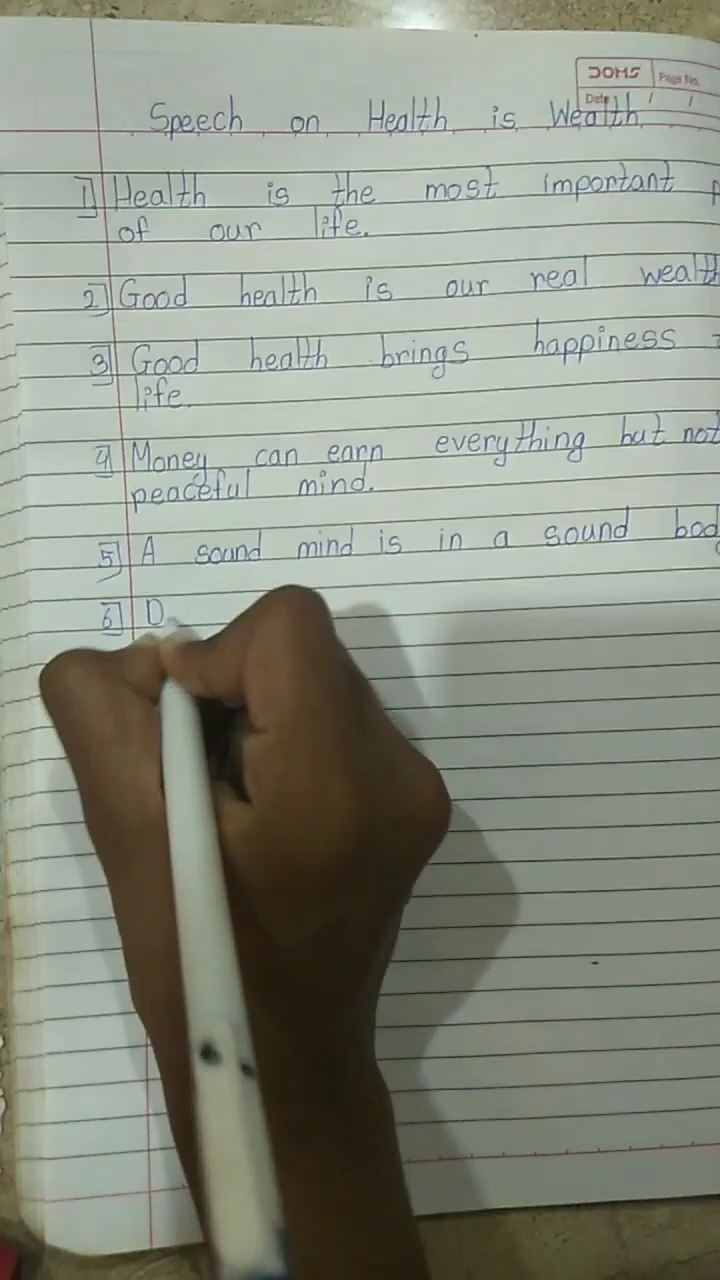 DOMS Page No.
Date / /
Speech on Health is Wealth
1] Health is the most important
of our life.
2] Good health is our real wealth
3] Good health brings happiness
life
4] Money can earn everything but not
peaceful mind.
5] A sound mind is in a sound
6] D